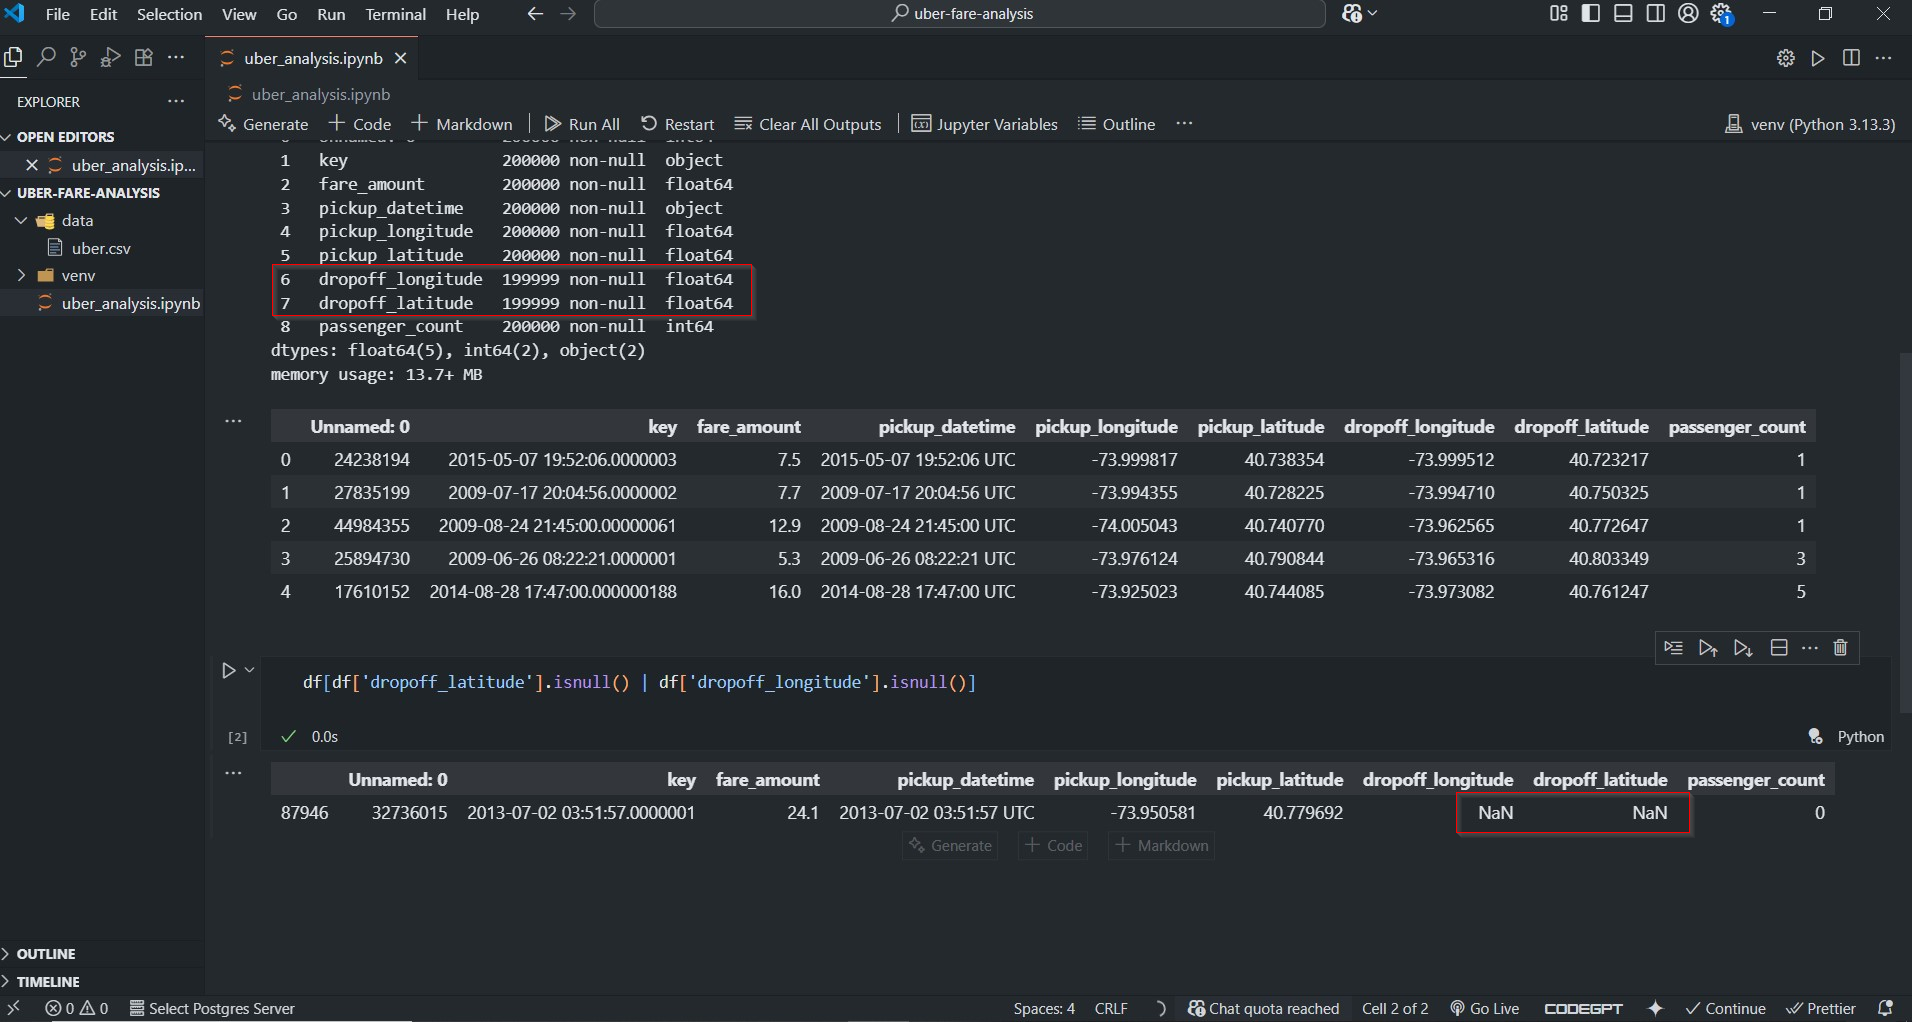 File Edit Selection View Go Run Terminal Help
uber-fare-analysis
EXPLORER
OPEN EDITORS
uber_analysis.ip...
UBER-FARE-ANALYSIS
data
uber.csv
venv
uber_analysis.ipynb
OUTLINE
TIMELINE
uber_analysis.ipynb
uber_analysis.ipynb
Generate Code Markdown Run All Restart Clear All Outputs Jupyter Variables Outline ... venv (Python 3.13.3)
1 key 200000 non-null object
2 fare_amount 200000 non-null float64
3 pickup_datetime 200000 non-null object
4 pickup_longitude 200000 non-null float64
5 pickup_latitude 200000 non-null float64
6 dropoff_longitude 199999 non-null float64
7 dropoff_latitude 199999 non-null float64
8 passenger_count 200000 non-null int64
dtypes: float64(5), int64(2), object(2)
memory usage: 13.7+ MB
Unnamed: 0 key fare_amount pickup_datetime pickup_longitude pickup_latitude dropoff_longitude dropoff_latitude passenger_count
0 24238194 2015-05-07 19:52:06.0000003 7.5 2015-05-07 19:52:06 UTC -73.999817 40.738354 -73.999512 40.723217 1
1 27835199 2009-07-17 20:04:56.0000002 7.7 2009-07-17 20:04:56 UTC -73.994355 40.728225 -73.994710 40.750325 1
2 44984355 2009-08-24 21:45:00.00000061 12.9 2009-08-24 21:45:00 UTC -74.005043 40.740770 -73.962565 40.772647 1
3 25894730 2009-06-26 08:22:21.0000001 5.3 2009-06-26 08:22:21 UTC -73.976124 40.790844 -73.965316 40.803349 3
4 17610152 2014-08-28 17:47:00.000000188 16.0 2014-08-28 17:47:00 UTC -73.925023 40.744085 -73.973082 40.761247 5
df[df['dropoff_latitude'].isnull() | df['dropoff_longitude'].isnull()]
[2] 0.0s Python
Unnamed: 0 key fare_amount pickup_datetime pickup_longitude pickup_latitude dropoff_longitude dropoff_latitude passenger_count
87946 32736015 2013-07-02 03:51:57.0000001 24.1 2013-07-02 03:51:57 UTC -73.950581 40.779692 NaN NaN 0
Generate Code Markdown
0 0 Select Postgres Server Spaces: 4 CRLF Chat quota reached Cell 2 of 2 Go Live CODEGPT Continue Prettier